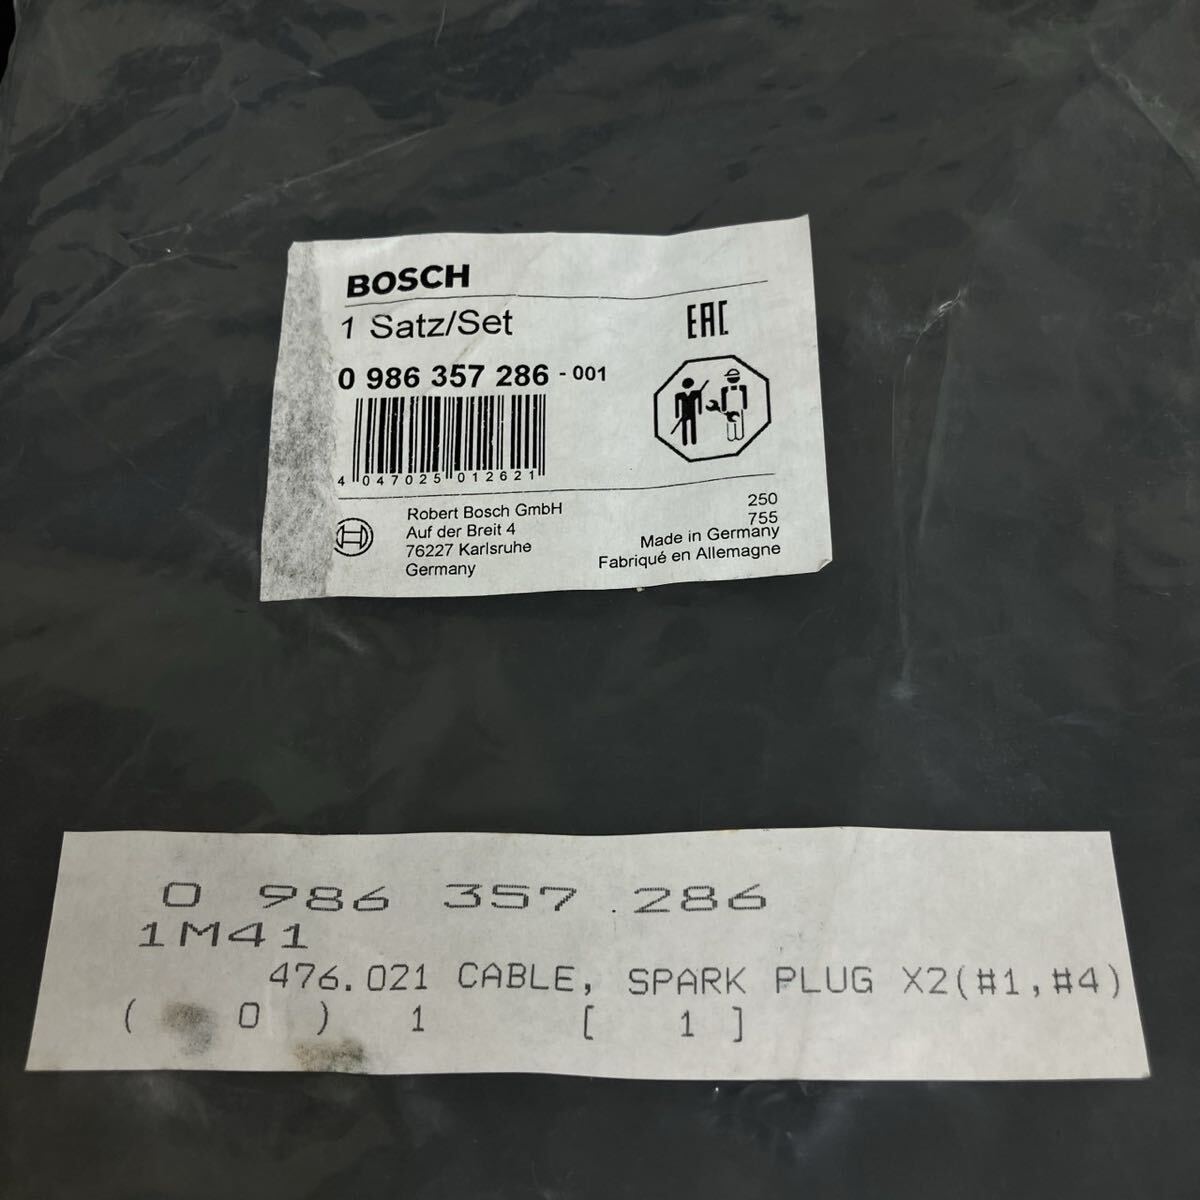 BOSCH
1 Satz/Set
EAC
0 986 357 286 - 001
4 047025 012621
Robert Bosch GmbH
Auf der Breit 4
76227 Karlsruhe
Germany
250
755
Made in Germany
Fabriqué en Allemagne
0 986 357 286
1M41
476.021 CABLE, SPARK PLUG X2(#1,#4)
( 0 ) 1 [ 1 ]